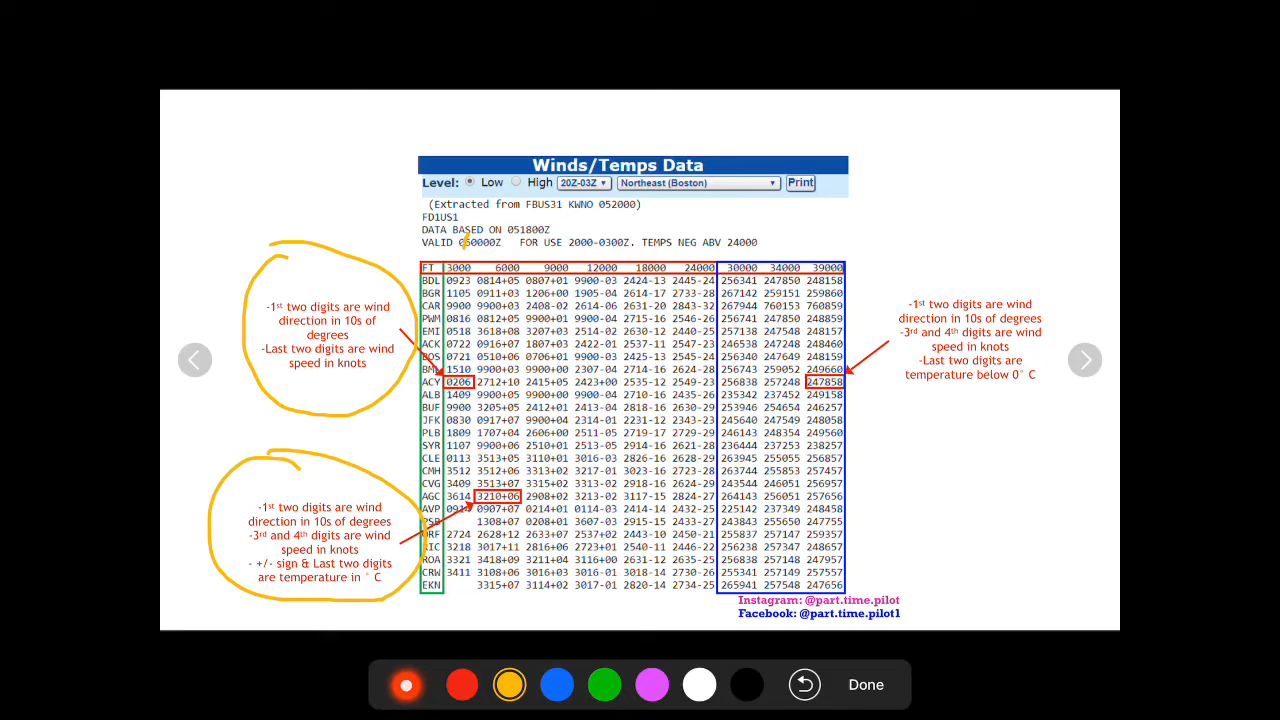 Winds/Temps Data
Level: Low High 20Z-03Z Northeast (Boston) Print
(Extracted from FBUS31 KWNO 052000)
FD1US1
DATA BASED ON 051800Z
VALID 060000Z FOR USE 2000-0300Z. TEMPS NEG ABV 24000
FT 3000 6000 9000 12000 18000 24000 30000 34000 39000
BDL 0923 0814+05 0807+01 9900-03 2424-13 2445-24 256341 247850 248158
BGR 1105 0911+03 1206+00 1905-04 2614-17 2733-28 267142 259151 259860
CAR 9900 9900+03 2408-02 2614-06 2631-20 2843-32 267944 760153 760859
PWM 0816 0812+05 9900+01 9900-04 2715-16 2546-26 256741 247850 248859
EMI 0518 3618+08 3207+03 2514-02 2630-12 2440-25 257138 247548 248157
ACK 0722 0916+07 1807+03 2422-01 2537-11 2547-23 246538 247248 248460
BOS 0721 0510+06 0706+01 9900-03 2425-13 2545-24 256340 247649 248159
BML 1510 9900+03 9900+00 2307-04 2714-16 2624-28 256743 259052 249660
ACY 0206 2712+10 2415+05 2423+00 2535-12 2549-23 256838 257248 247858
ALB 1409 9900+05 9900+00 9900-04 2710-16 2435-26 235342 237452 249158
BUF 9900 3205+05 2412+01 2413-04 2818-16 2630-29 253946 254654 246257
JFK 0830 0917+07 9900+04 2314-01 2231-12 2343-23 245640 247549 248058
PLB 1809 1707+04 2606+00 2511-05 2719-17 2729-29 246143 248354 249560
SYR 1107 9900+06 2510+01 2513-05 2914-16 2621-28 236444 237253 238257
CLE 0113 3513+05 3110+01 3016-03 2826-16 2628-29 263945 255055 256857
CMH 3512 3512+06 3313+02 3217-01 3023-16 2623-28 263744 255853 257457
CVG 3409 3513+07 3315+02 3313-02 2918-16 2624-29 243544 246051 256957
AGC 3614 3210+06 2908+02 3213-02 3117-15 2824-27 264143 256051 257656
AVP 0914 0907+07 0214+01 0114-03 2414-14 2432-25 225142 237349 248458
PSB 1308+07 0208+01 3607-03 2915-15 2433-27 243843 255650 247755
ORF 2724 2628+12 2633+07 2537+02 2443-10 2450-21 255837 257147 259357
RIC 3218 3017+11 2816+06 2723+01 2540-11 2446-22 256238 257347 248657
ROA 3321 3418+09 3211+04 3116+00 2631-12 2635-25 256238 257148 247957
CRW 3411 3108+06 3016+03 3016-01 3018-14 2730-26 255341 257149 257557
EKN 3315+07 3114+02 3017-01 2820-14 2734-25 265941 257548 247656
-1st two digits are wind
direction in 10s of
degrees
-Last two digits are wind
speed in knots
-1st two digits are wind
direction in 10s of degrees
-3rd and 4th digits are wind
speed in knots
- +/- sign & Last two digits
are temperature in ° C
-1st two digits are wind
direction in 10s of degrees
-3rd and 4th digits are wind
speed in knots
-Last two digits are
temperature below 0° C
Instagram: @part.time.pilot
Facebook: @part.time.pilot1
Done